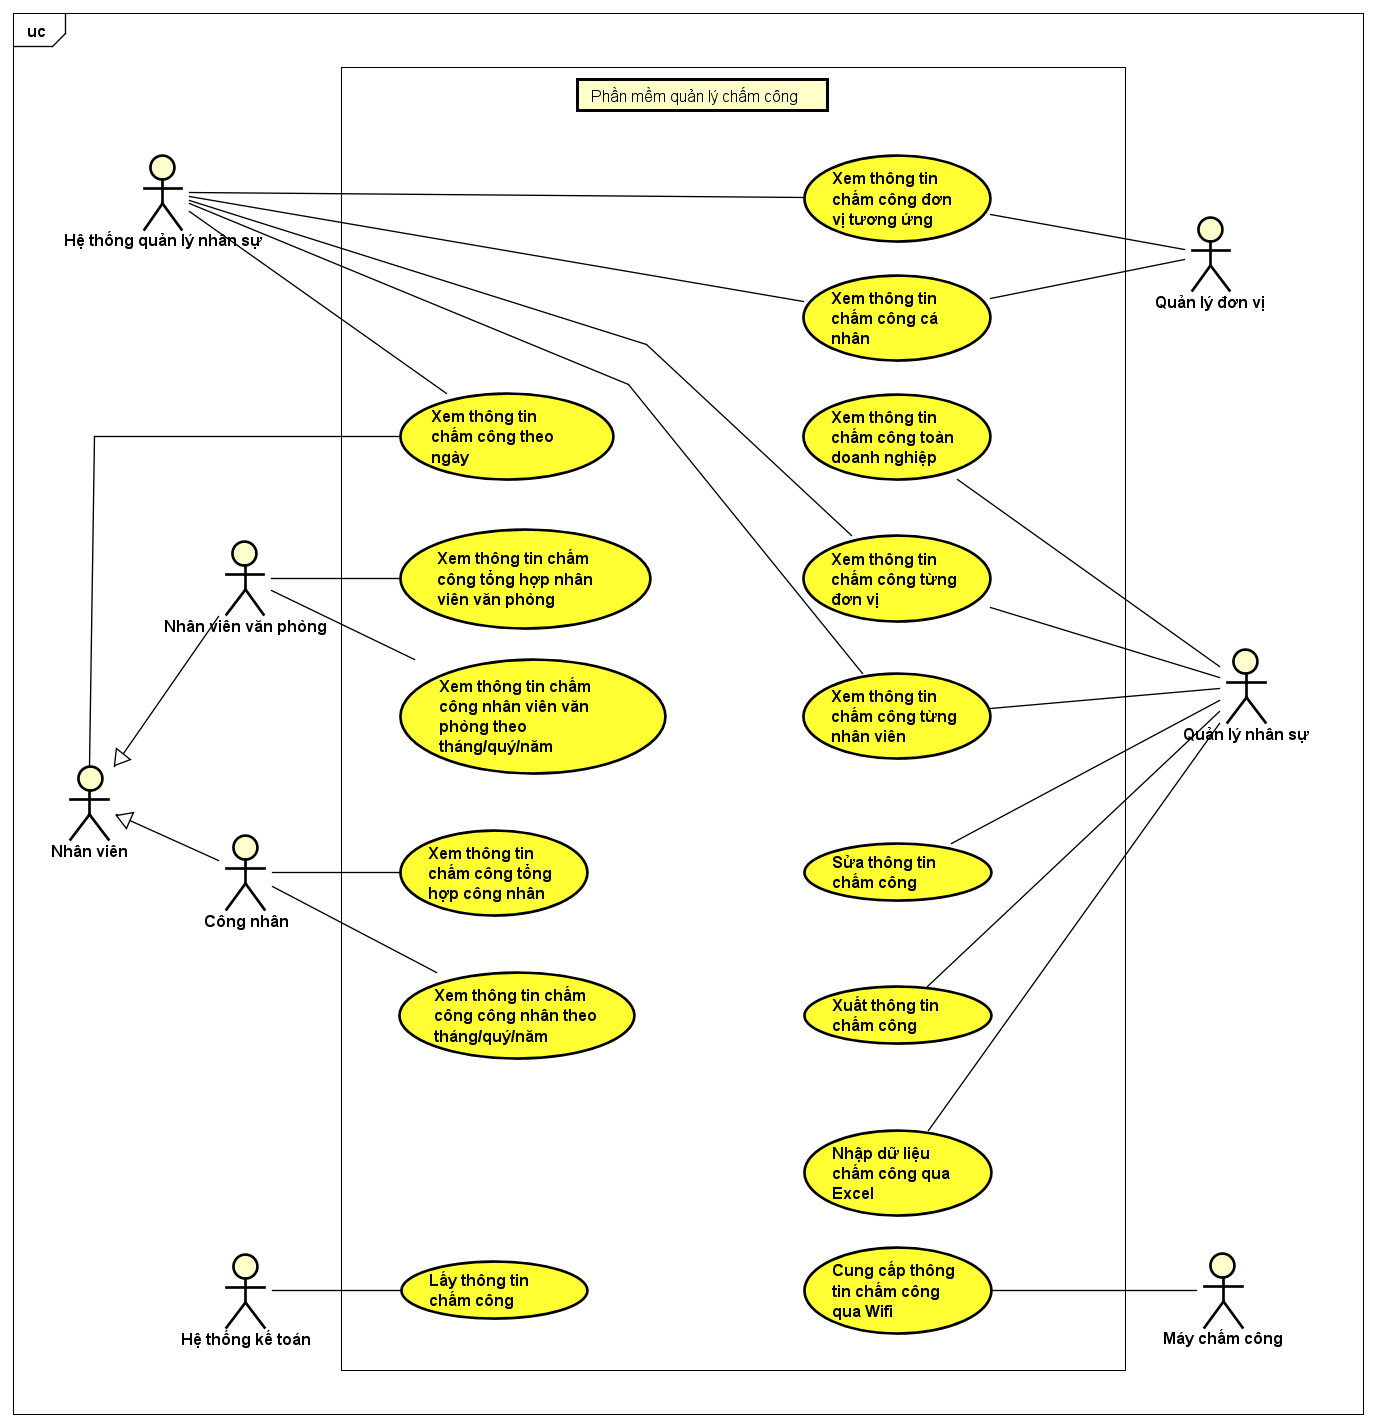 uc
Phần mềm quản lý chấm công
Hệ thống quản lý nhân sự
Xem thông tin
chấm công đơn
vị tương ứng
Quản lý đơn vị
Xem thông tin
chấm công cá
nhân
Xem thông tin
chấm công theo
ngày
Xem thông tin
chấm công toàn
doanh nghiệp
Nhân viên văn phòng
Xem thông tin chấm
công tổng hợp nhân
viên văn phòng
Xem thông tin
chấm công từng
đơn vị
Xem thông tin chấm
công nhân viên văn
phòng theo
tháng/quý/năm
Xem thông tin
chấm công từng
nhân viên
Quản lý nhân sự
Nhân viên
Công nhân
Xem thông tin
chấm công tổng
hợp công nhân
Sửa thông tin
chấm công
Xem thông tin chấm
công công nhân theo
tháng/quý/năm
Xuất thông tin
chấm công
Nhập dữ liệu
chấm công qua
Excel
Hệ thống kế toán
Lấy thông tin
chấm công
Cung cấp thông
tin chấm công
qua Wifi
Máy chấm công